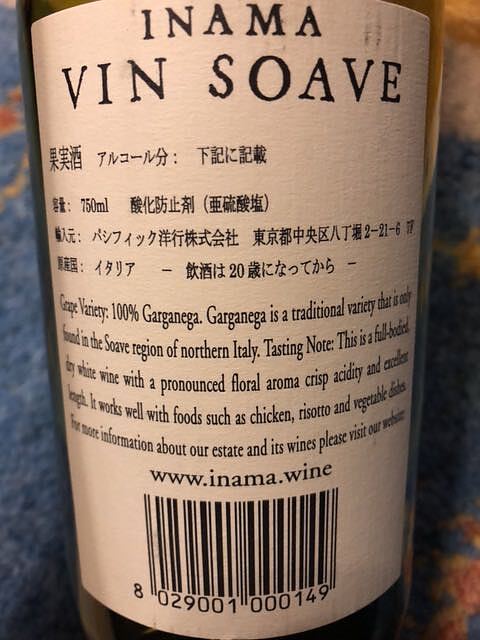 INAMA
VIN SOAVE
果実酒 アルコール分： 下記に記載
容量： 750ml 酸化防止剤（亜硫酸塩）
輸入元： パシフィック洋行株式会社 東京都中央区八丁堀2-21-6 7F
原産国： イタリア － 飲酒は20歳になってから －
Grape Variety: 100% Garganega. Garganega is a traditional variety that is only
found in the Soave region of northern Italy. Tasting Note: This is a full-bodied,
dry white wine with a pronounced floral aroma crisp acidity and excellent
length. It works well with foods such as chicken, risotto and vegetable dishes.
For more information about our estate and its wines please visit our website:
www.inama.wine
8 029001 000149